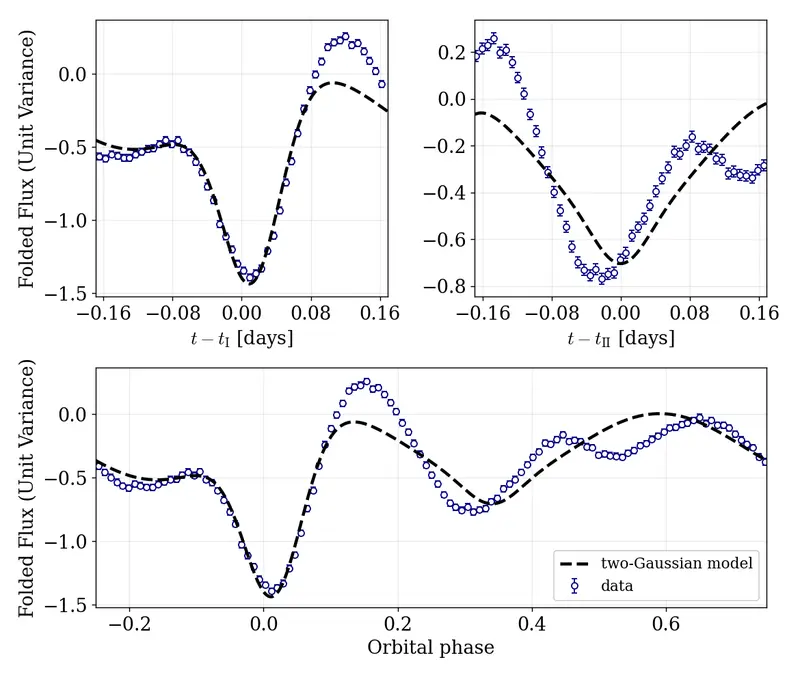 Folded Flux (Unit Variance)
0.0
−0.5
−1.0
−1.5
−0.16 −0.08 0.00 0.08 0.16
t − t_I [days]
0.2
0.0
−0.2
−0.4
−0.6
−0.8
−0.16 −0.08 0.00 0.08 0.16
t − t_II [days]
Folded Flux (Unit Variance)
0.0
−0.5
−1.0
−1.5
−0.2 0.0 0.2 0.4 0.6
Orbital phase
two-Gaussian model
data